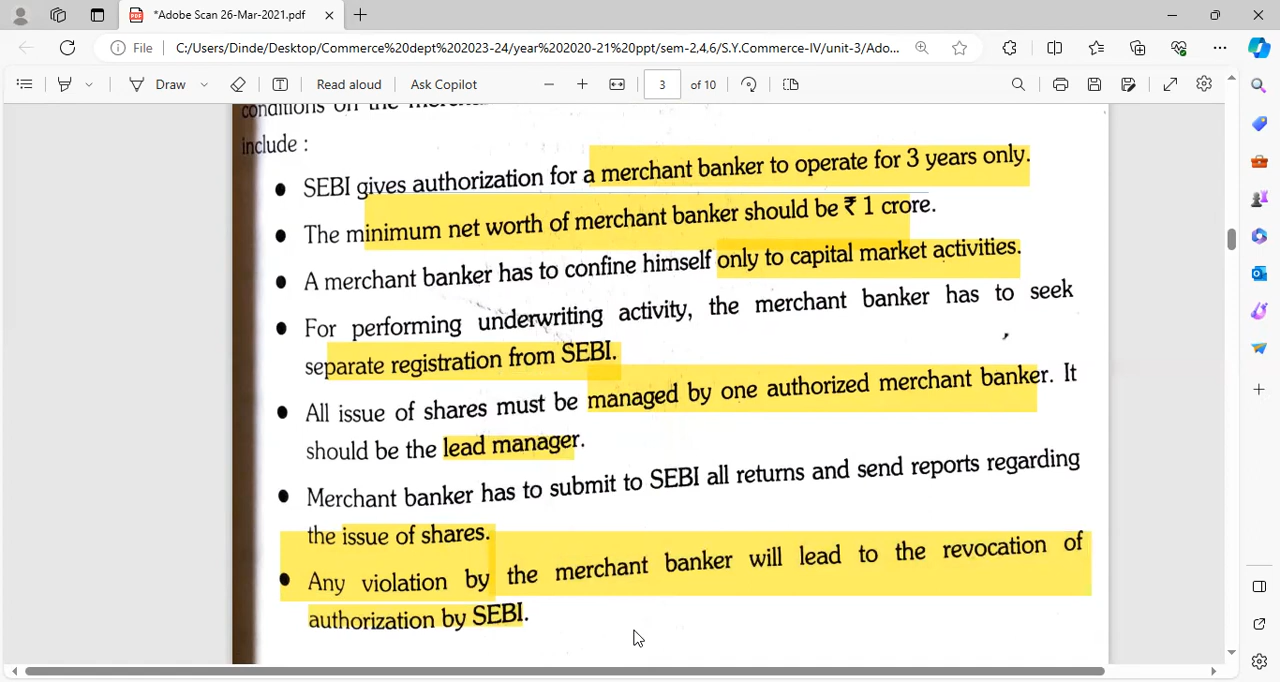 *Adobe Scan 26-Mar-2021.pdf
File
C:/Users/Dinde/Desktop/Commerce%20dept%202023-24/year%202020-21%20ppt/sem-2,4,6/S.Y.Commerce-IV/unit-3/Ado...
Draw
Read aloud
Ask Copilot
3
of 10
conditions on the
include :
• SEBI gives authorization for a merchant banker to operate for 3 years only.
• The minimum net worth of merchant banker should be ₹ 1 crore.
• A merchant banker has to confine himself only to capital market activities.
• For performing underwriting activity, the merchant banker has to seek
separate registration from SEBI.
• All issue of shares must be managed by one authorized merchant banker. It
should be the lead manager.
• Merchant banker has to submit to SEBI all returns and send reports regarding
the issue of shares.
• Any violation by the merchant banker will lead to the revocation of
authorization by SEBI.